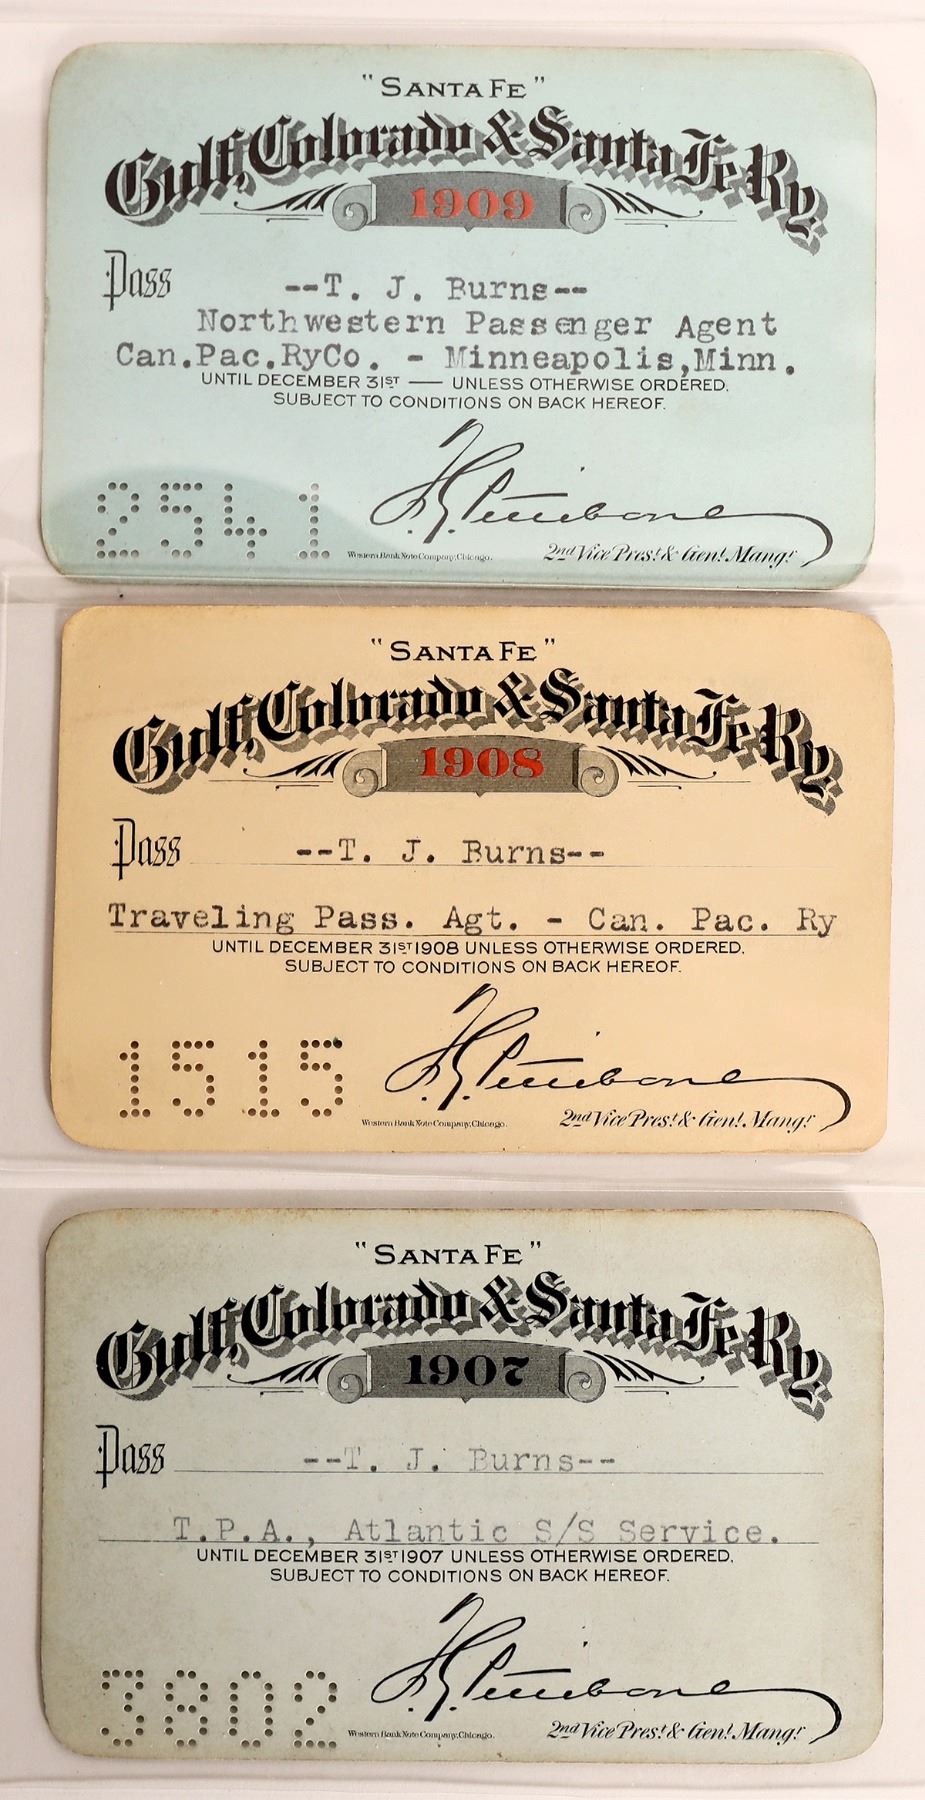 "SANTA FE"
Gulf, Colorado & Santa Fe Ry.
1909
Pass --T. J. Burns--
Northwestern Passenger Agent
Can.Pac.RyCo. - Minneapolis,Minn.
UNTIL DECEMBER 31ST — UNLESS OTHERWISE ORDERED.
SUBJECT TO CONDITIONS ON BACK HEREOF.
F. G. Pettibone
2541
Western Bank Note Company, Chicago.
2nd Vice Pres! & Gen! Mang!
"SANTA FE"
Gulf, Colorado & Santa Fe Ry.
1908
Pass --T. J. Burns--
Traveling Pass. Agt. - Can. Pac. Ry
UNTIL DECEMBER 31ST 1908 UNLESS OTHERWISE ORDERED.
SUBJECT TO CONDITIONS ON BACK HEREOF.
F. G. Pettibone
1515
Western Bank Note Company, Chicago.
2nd Vice Pres! & Gen! Mang!
"SANTA FE"
Gulf, Colorado & Santa Fe Ry.
1907
Pass --T. J. Burns--
T.P.A., Atlantic S/S Service.
UNTIL DECEMBER 31ST 1907 UNLESS OTHERWISE ORDERED.
SUBJECT TO CONDITIONS ON BACK HEREOF.
F. G. Pettibone
3802
Western Bank Note Company, Chicago.
2nd Vice Pres! & Gen! Mang!